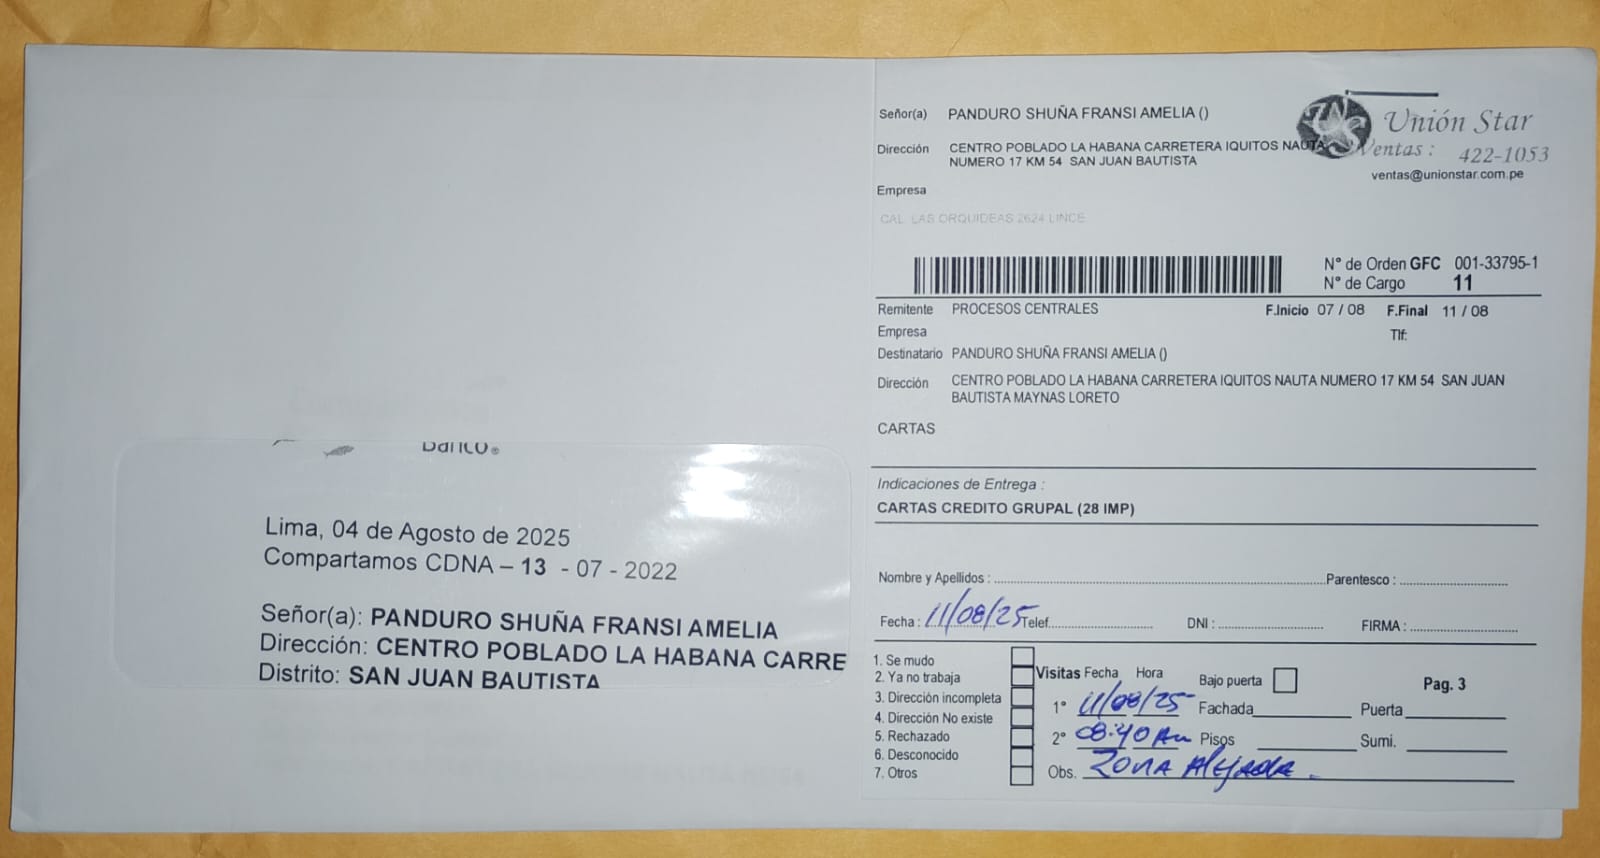 Banco®
Lima, 04 de Agosto de 2025
Compartamos CDNA – 13 - 07 - 2022
Señor(a): PANDURO SHUÑA FRANSI AMELIA
Dirección: CENTRO POBLADO LA HABANA CARRE
Distrito: SAN JUAN BAUTISTA
Señor(a) PANDURO SHUÑA FRANSI AMELIA ()
Unión Star
Dirección CENTRO POBLADO LA HABANA CARRETERA IQUITOS NAUTA
Ventas : 422-1053
NUMERO 17 KM 54 SAN JUAN BAUTISTA
ventas@unionstar.com.pe
Empresa
CAL. LAS ORQUIDEAS 2624 LINCE
N° de Orden GFC 001-33795-1
N° de Cargo 11
Remitente PROCESOS CENTRALES F.Inicio 07 / 08 F.Final 11 / 08
Empresa Tlf:
Destinatario PANDURO SHUÑA FRANSI AMELIA ()
Dirección CENTRO POBLADO LA HABANA CARRETERA IQUITOS NAUTA NUMERO 17 KM 54 SAN JUAN
BAUTISTA MAYNAS LORETO
CARTAS
Indicaciones de Entrega :
CARTAS CREDITO GRUPAL (28 IMP)
Nombre y Apellidos : Parentesco :
Fecha : 11/08/25 Telef. DNI : FIRMA :
1. Se mudo
2. Ya no trabaja
3. Dirección incompleta
4. Dirección No existe
5. Rechazado
6. Desconocido
7. Otros
Visitas Fecha Hora Bajo puerta Pag. 3
1° 11/08/25 Fachada Puerta
2° 08:40 Am Pisos Sumi.
Obs. Zona Alejada.